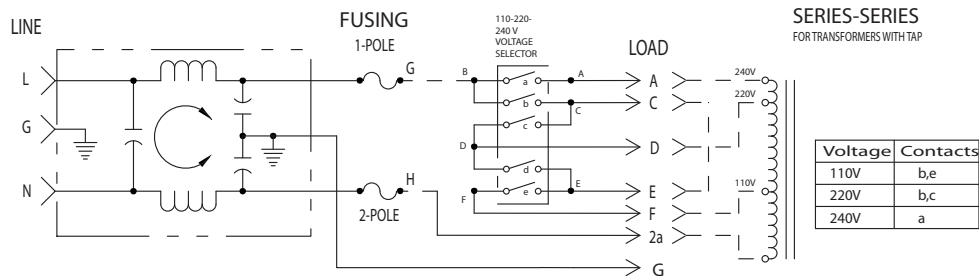 LINE
FUSING
1-POLE
110-220-
240 V
VOLTAGE
SELECTOR
LOAD
SERIES-SERIES
FOR TRANSFORMERS WITH TAP
L
G
B
a
A
A
240V
b
C
C
220V
G
c
D
D
Voltage Contacts
110V b,e
220V b,c
240V a
N
H
d
e
E
E
110V
F
F
2-POLE
2a
G